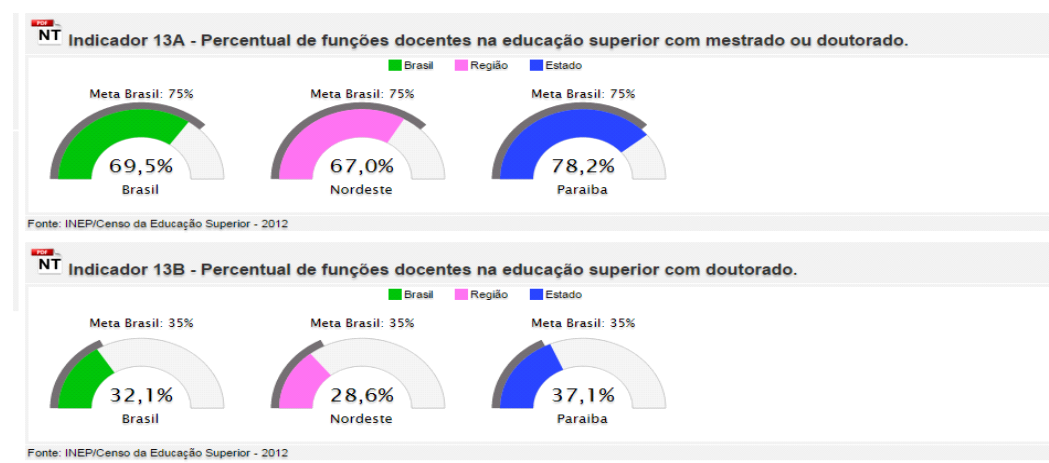 PDF
NT Indicador 13A - Percentual de funções docentes na educação superior com mestrado ou doutorado.
Brasil Região Estado
Meta Brasil: 75% Meta Brasil: 75% Meta Brasil: 75%
69,5% 67,0% 78,2%
Brasil Nordeste Paraiba
Fonte: INEP/Censo da Educação Superior - 2012
PDF
NT Indicador 13B - Percentual de funções docentes na educação superior com doutorado.
Brasil Região Estado
Meta Brasil: 35% Meta Brasil: 35% Meta Brasil: 35%
32,1% 28,6% 37,1%
Brasil Nordeste Paraiba
Fonte: INEP/Censo da Educação Superior - 2012